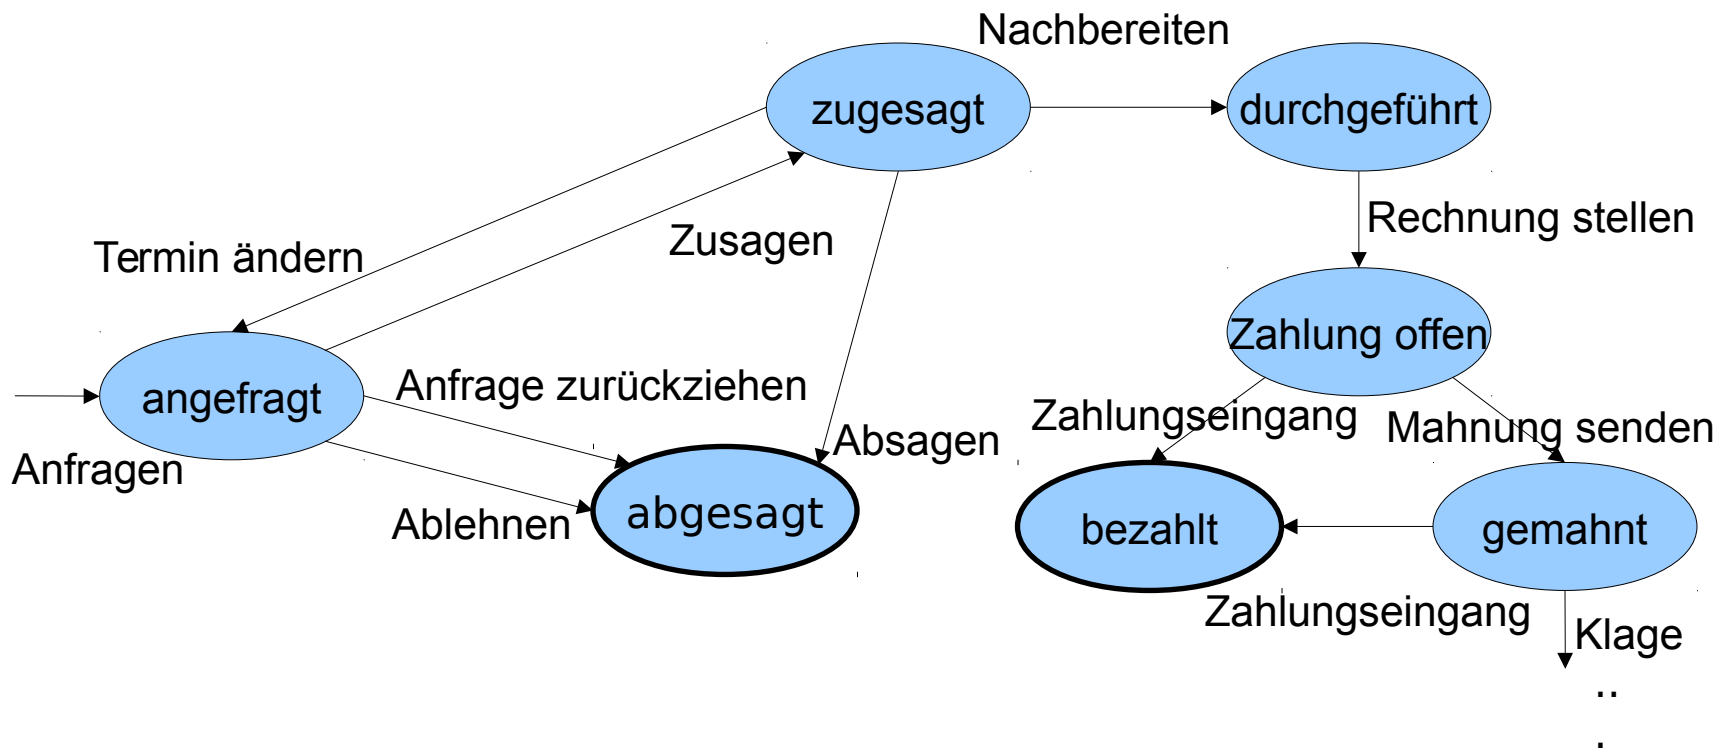 Nachbereiten
zugesagt
durchgeführt
Rechnung stellen
Zusagen
Termin ändern
Zahlung offen
angefragt
Anfrage zurückziehen
Zahlungseingang
Mahnung senden
Absagen
Anfragen
Ablehnen
abgesagt
bezahlt
gemahnt
Zahlungseingang
Klage
..
.